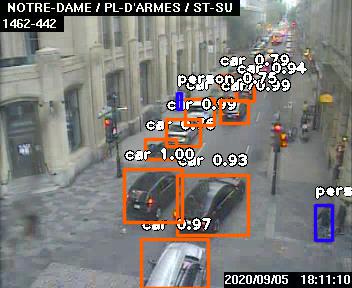 NOTRE-DAME / PL-D'ARMES / ST-SU
1462-442
car 0.79
car 0.94
person 0.75
car 0.99
car 0.99
car 1.00
car 0.93
pers
car 0.97
2020/09/05 18:11:10